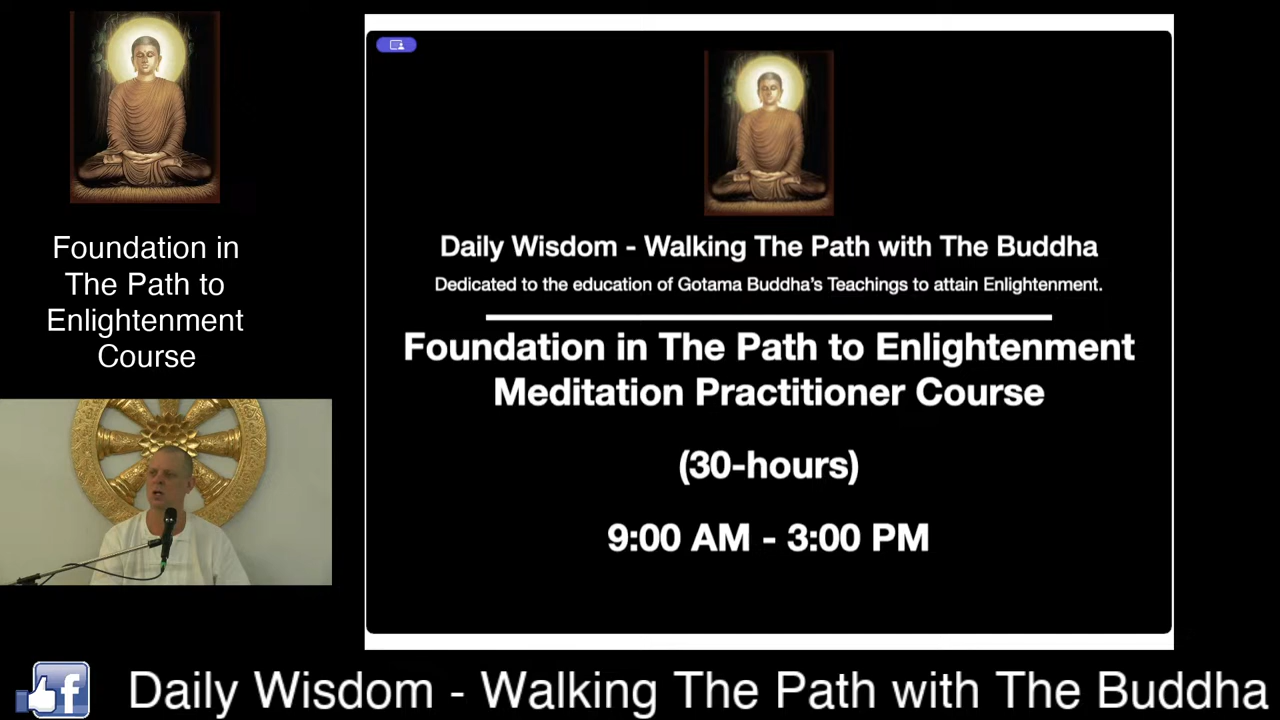 Foundation in
The Path to
Enlightenment
Course
Daily Wisdom - Walking The Path with The Buddha
Dedicated to the education of Gotama Buddha's Teachings to attain Enlightenment.
Foundation in The Path to Enlightenment
Meditation Practitioner Course
(30-hours)
9:00 AM - 3:00 PM
f
Daily Wisdom - Walking The Path with The Buddha